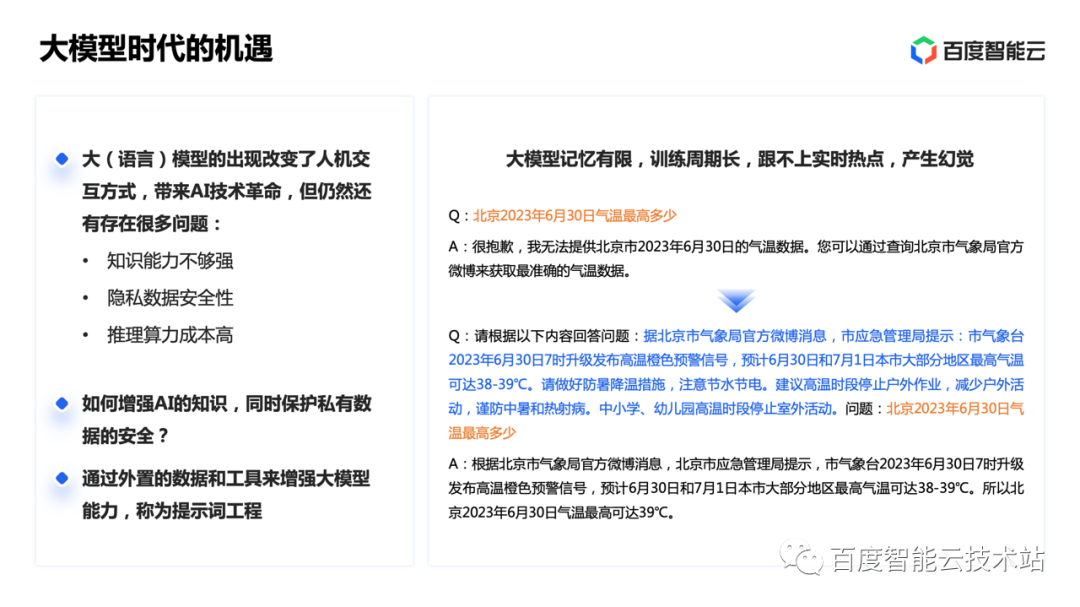 大模型时代的机遇
百度智能云
大（语言）模型的出现改变了人机交
互方式，带来AI技术革命，但仍然还
有存在很多问题：
• 知识能力不够强
• 隐私数据安全性
• 推理算力成本高
如何增强AI的知识，同时保护私有数
据的安全？
通过外置的数据和工具来增强大模型
能力，称为提示词工程
大模型记忆有限，训练周期长，跟不上实时热点，产生幻觉
Q：北京2023年6月30日气温最高多少
A：很抱歉，我无法提供北京市2023年6月30日的气温数据。您可以通过查询北京市气象局官方
微博来获取最准确的气温数据。
Q：请根据以下内容回答问题：据北京市气象局官方微博消息，市应急管理局提示：市气象台
2023年6月30日7时升级发布高温橙色预警信号，预计6月30日和7月1日本市大部分地区最高气温
可达38-39℃。请做好防暑降温措施，注意节水节电。建议高温时段停止户外作业，减少户外活
动，谨防中暑和热射病。中小学、幼儿园高温时段停止室外活动。问题：北京2023年6月30日气
温最高多少
A：根据北京市气象局官方微博消息，北京市应急管理局提示，市气象台2023年6月30日7时升级
发布高温橙色预警信号，预计6月30日和7月1日本市大部分地区最高气温可达38-39℃。所以北
京2023年6月30日气温最高可达39℃。
百度智能云技术站